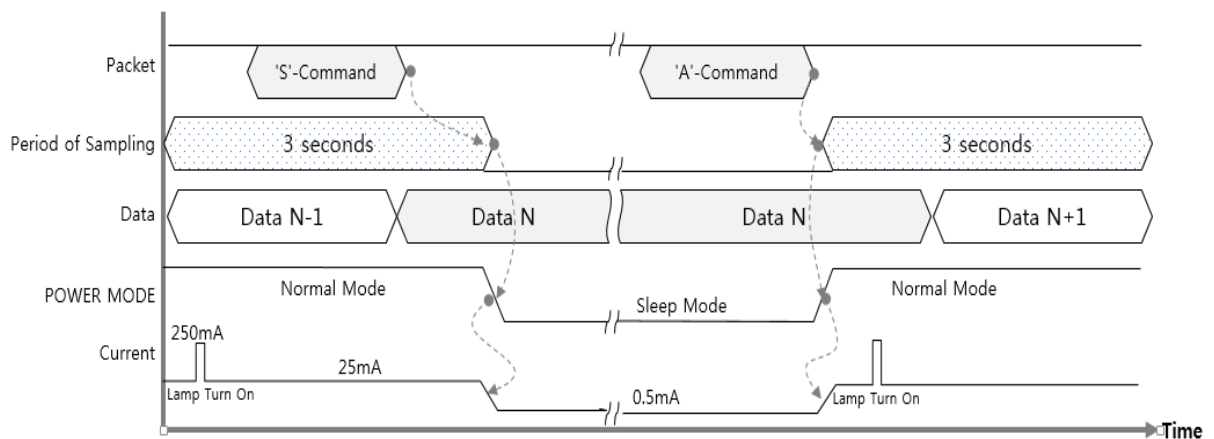 Packet
'S'-Command
'A'-Command
Period of Sampling
3 seconds
3 seconds
Data
Data N-1
Data N
Data N
Data N+1
POWER MODE
Normal Mode
Sleep Mode
Normal Mode
Current
250mA
Lamp Turn On
25mA
0.5mA
Lamp Turn On
Time